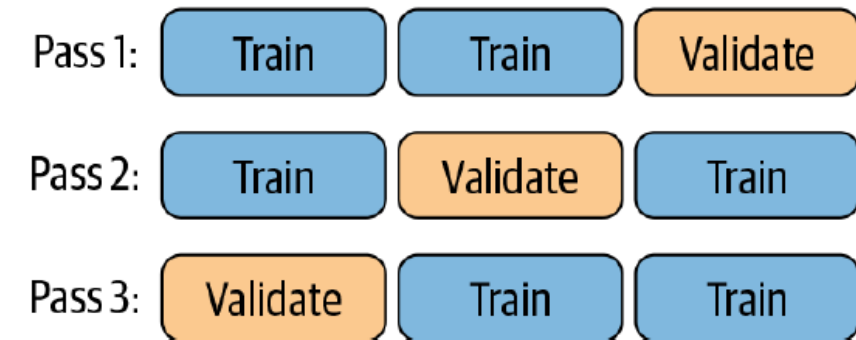 Pass 1: Train Train Validate
Pass 2: Train Validate Train
Pass 3: Validate Train Train